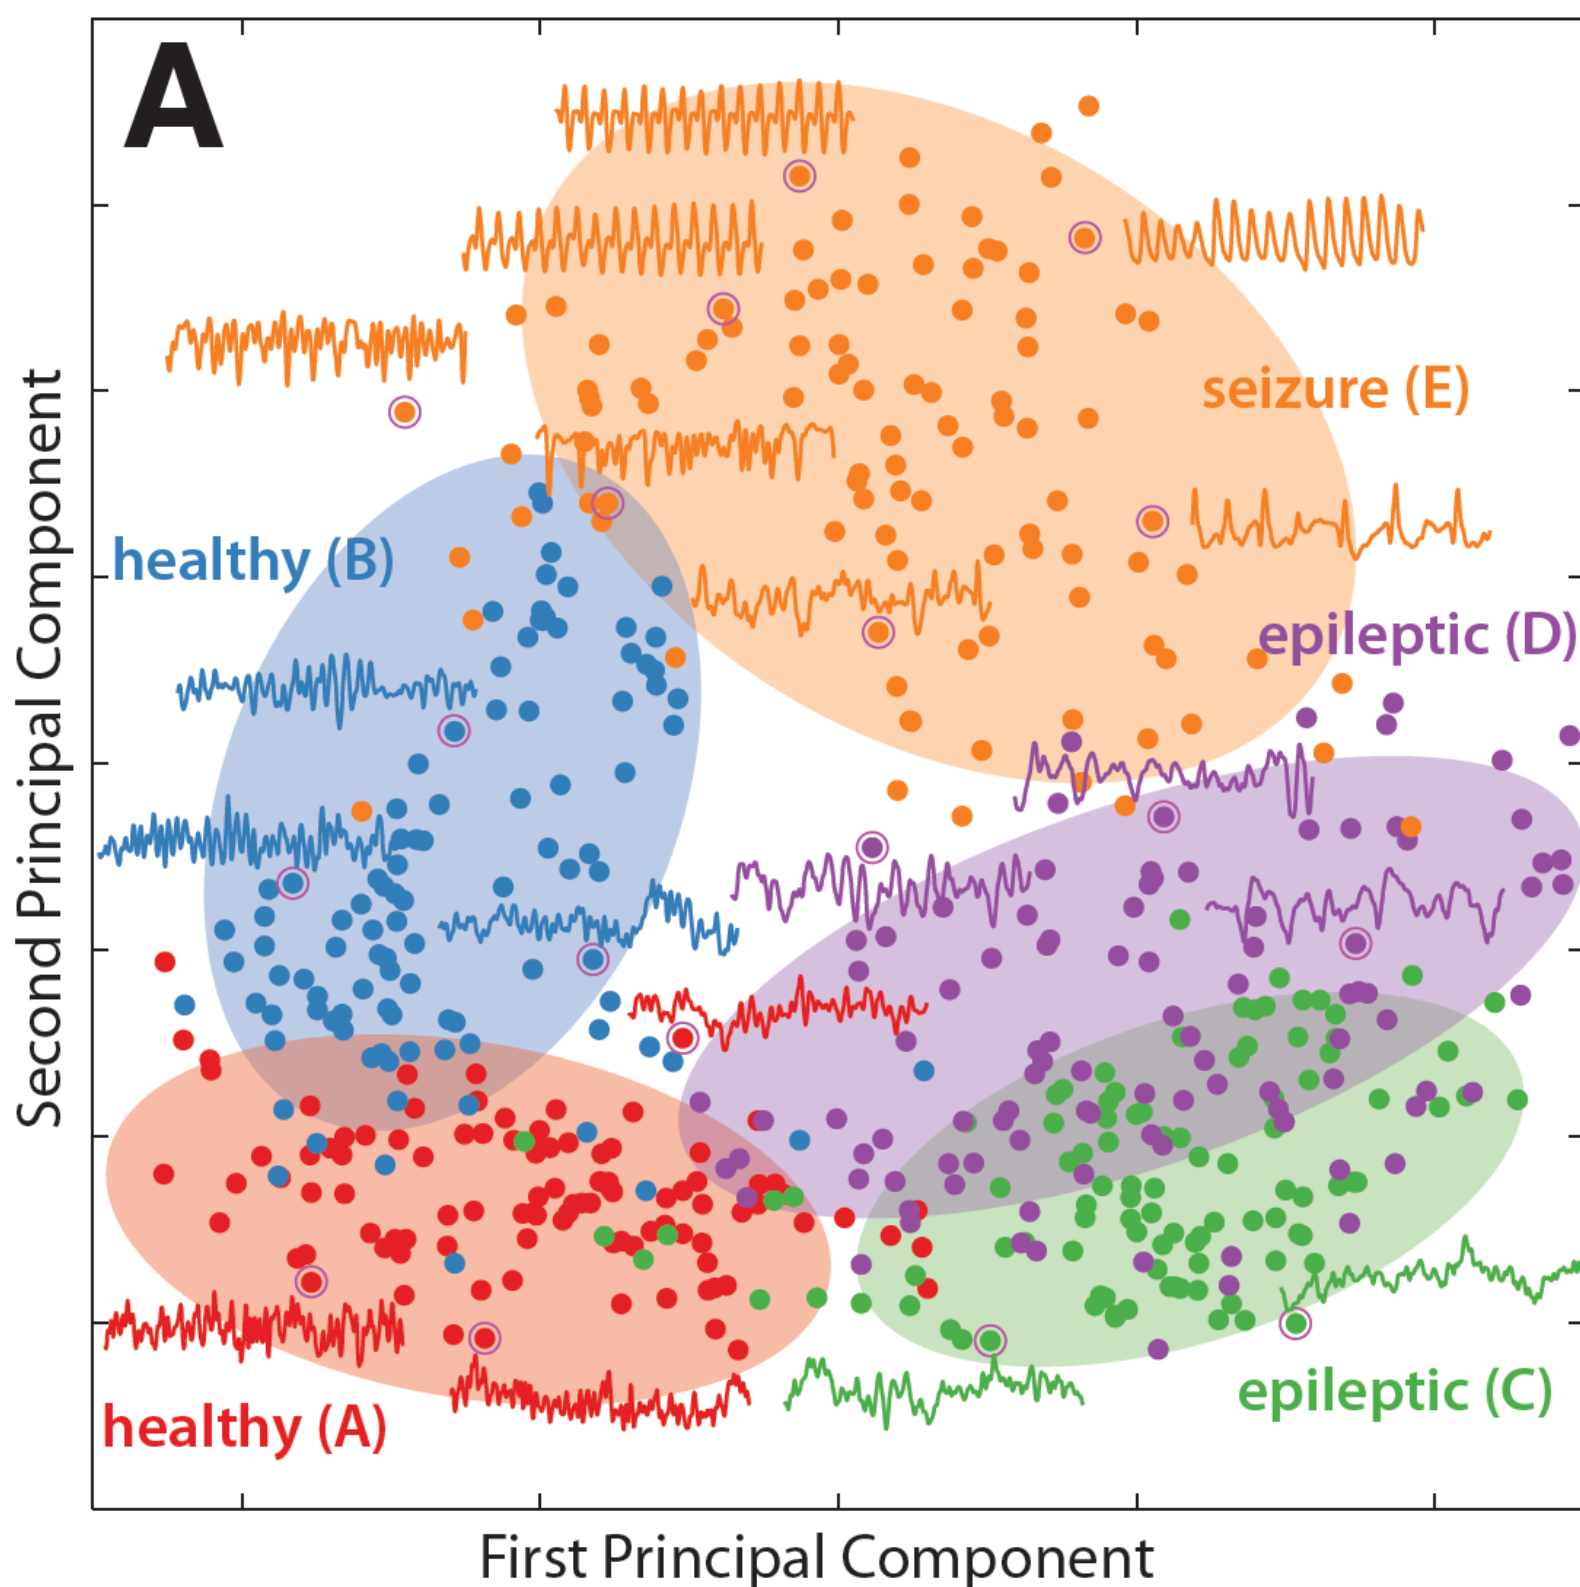 A
seizure (E)
healthy (B)
epileptic (D)
epileptic (C)
healthy (A)
Second Principal Component
First Principal Component